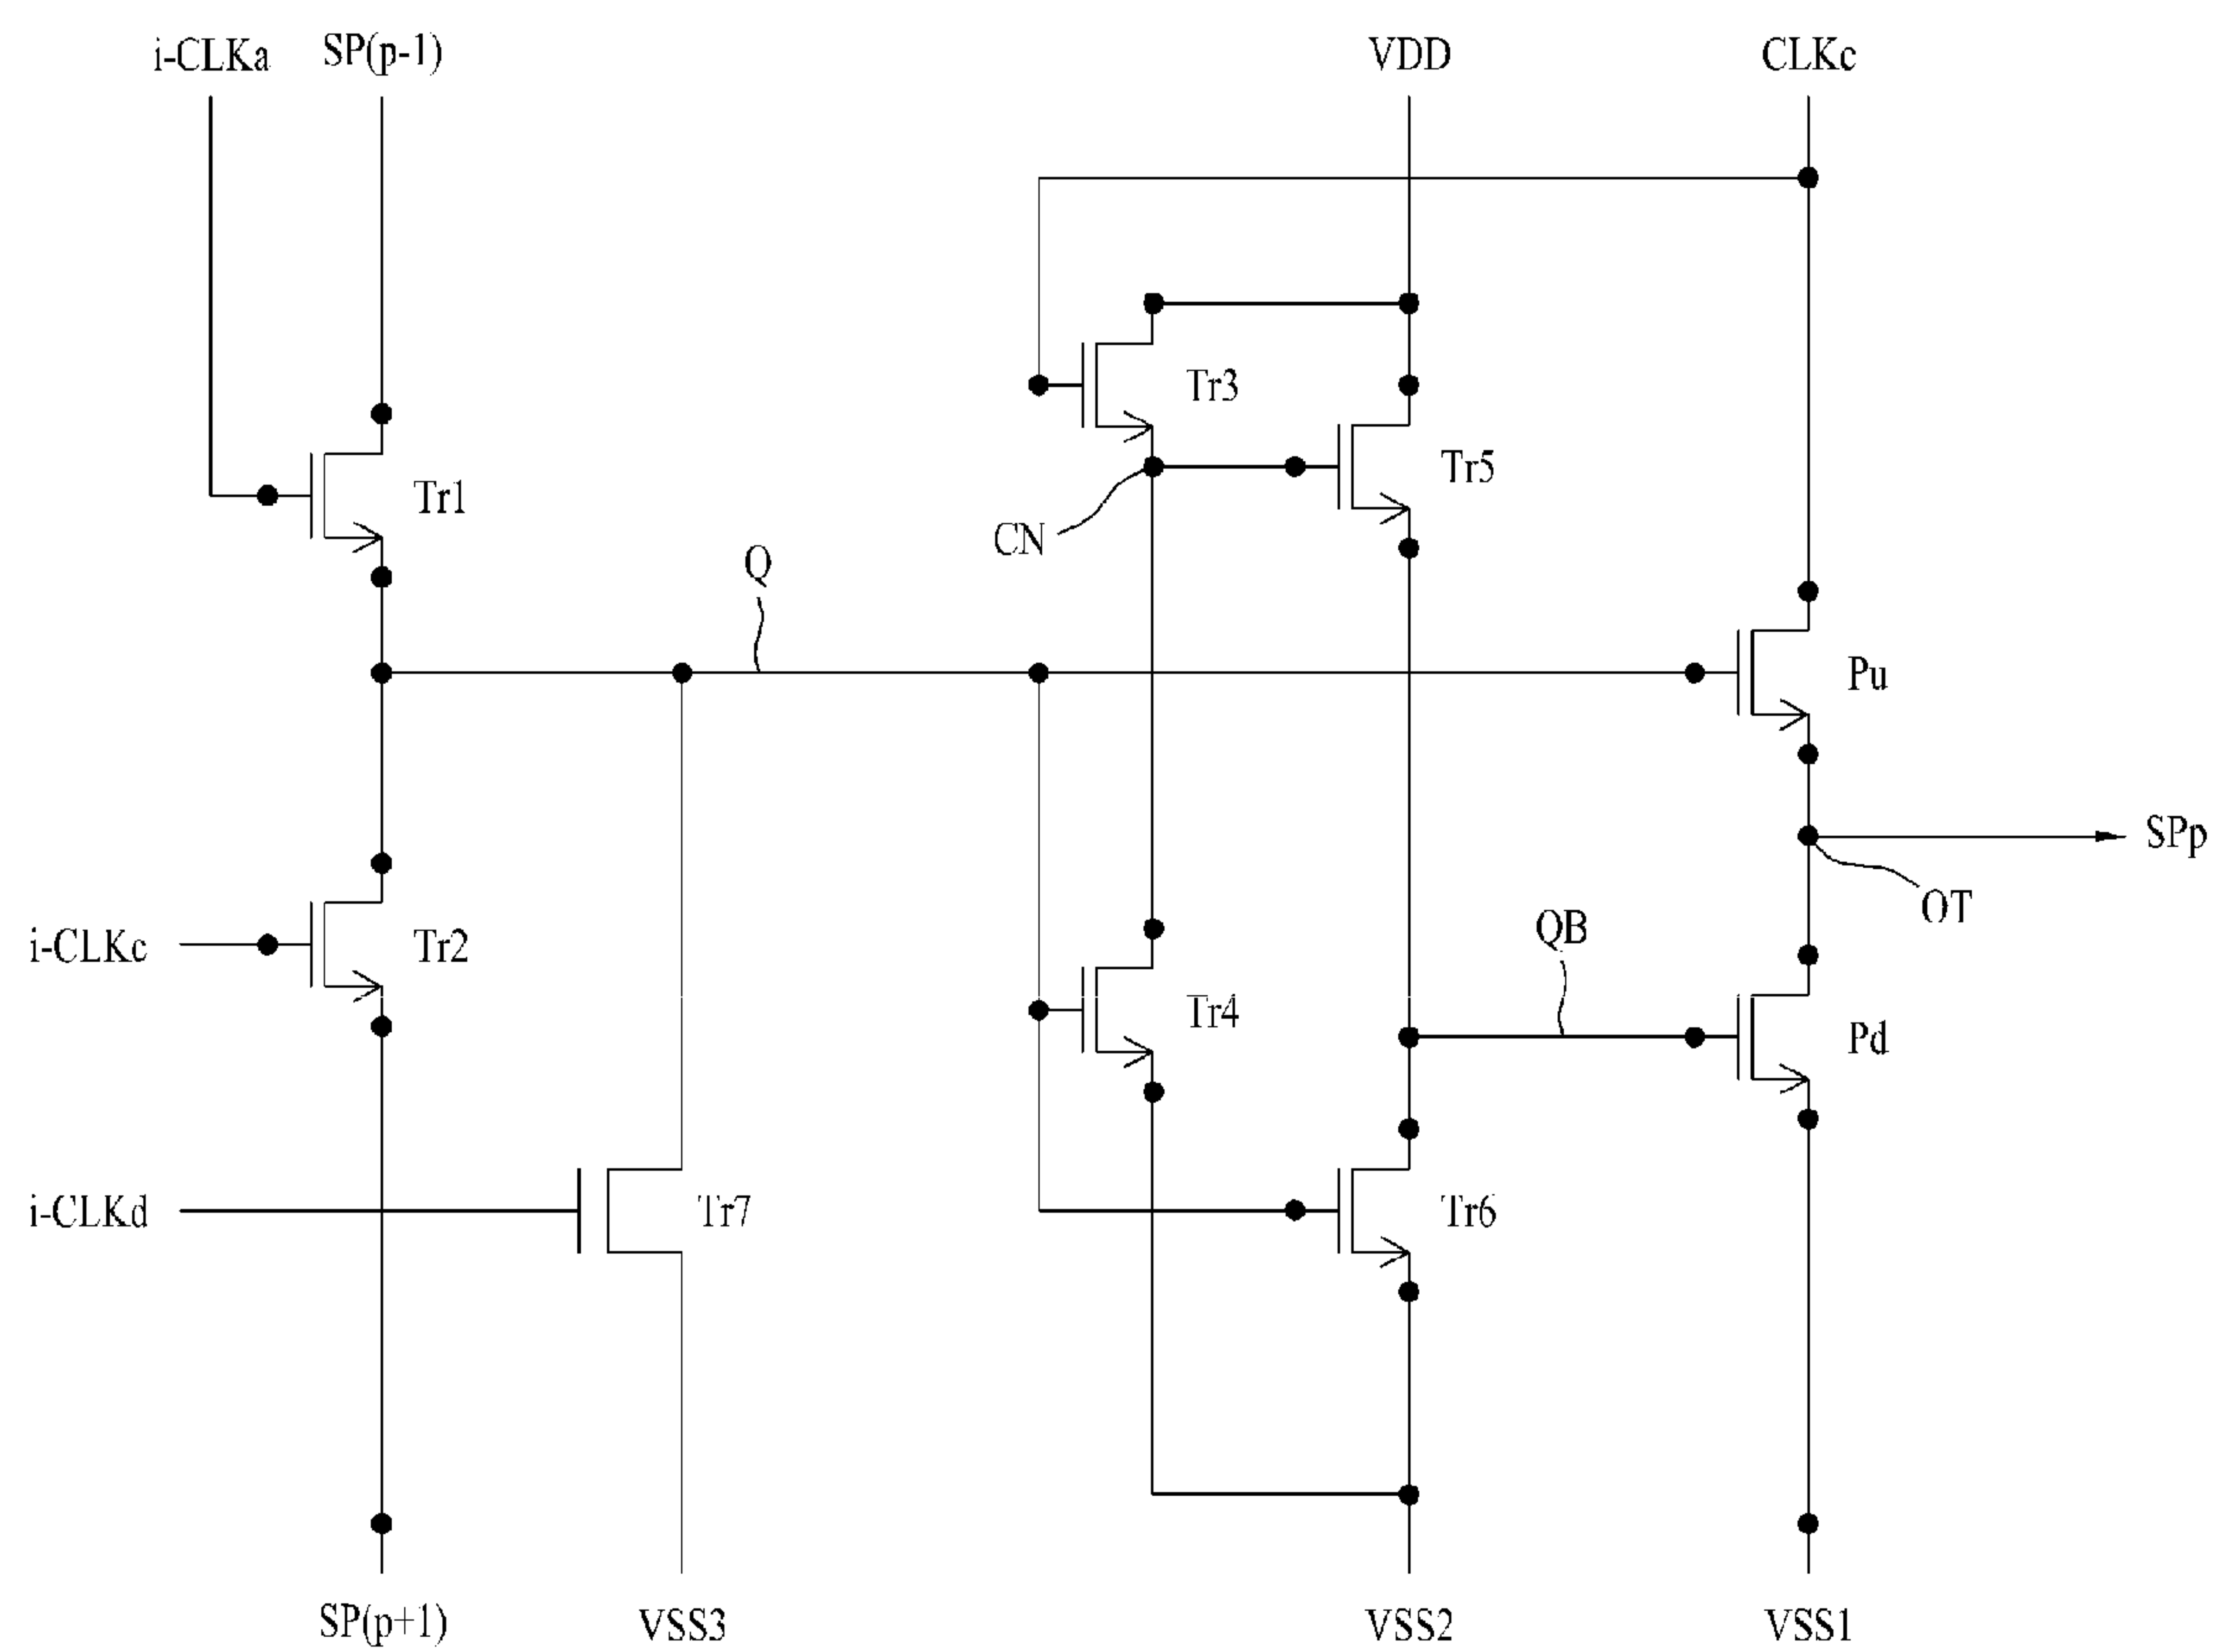 i-CLKa
SP(p-1)
VDD
CLKc
Tr3
Tr5
Tr1
CN
Q
Pu
SPp
OT
QB
i-CLKc
Tr2
Tr4
Pd
i-CLKd
Tr7
Tr6
SP(p+1)
VSS3
VSS2
VSS1